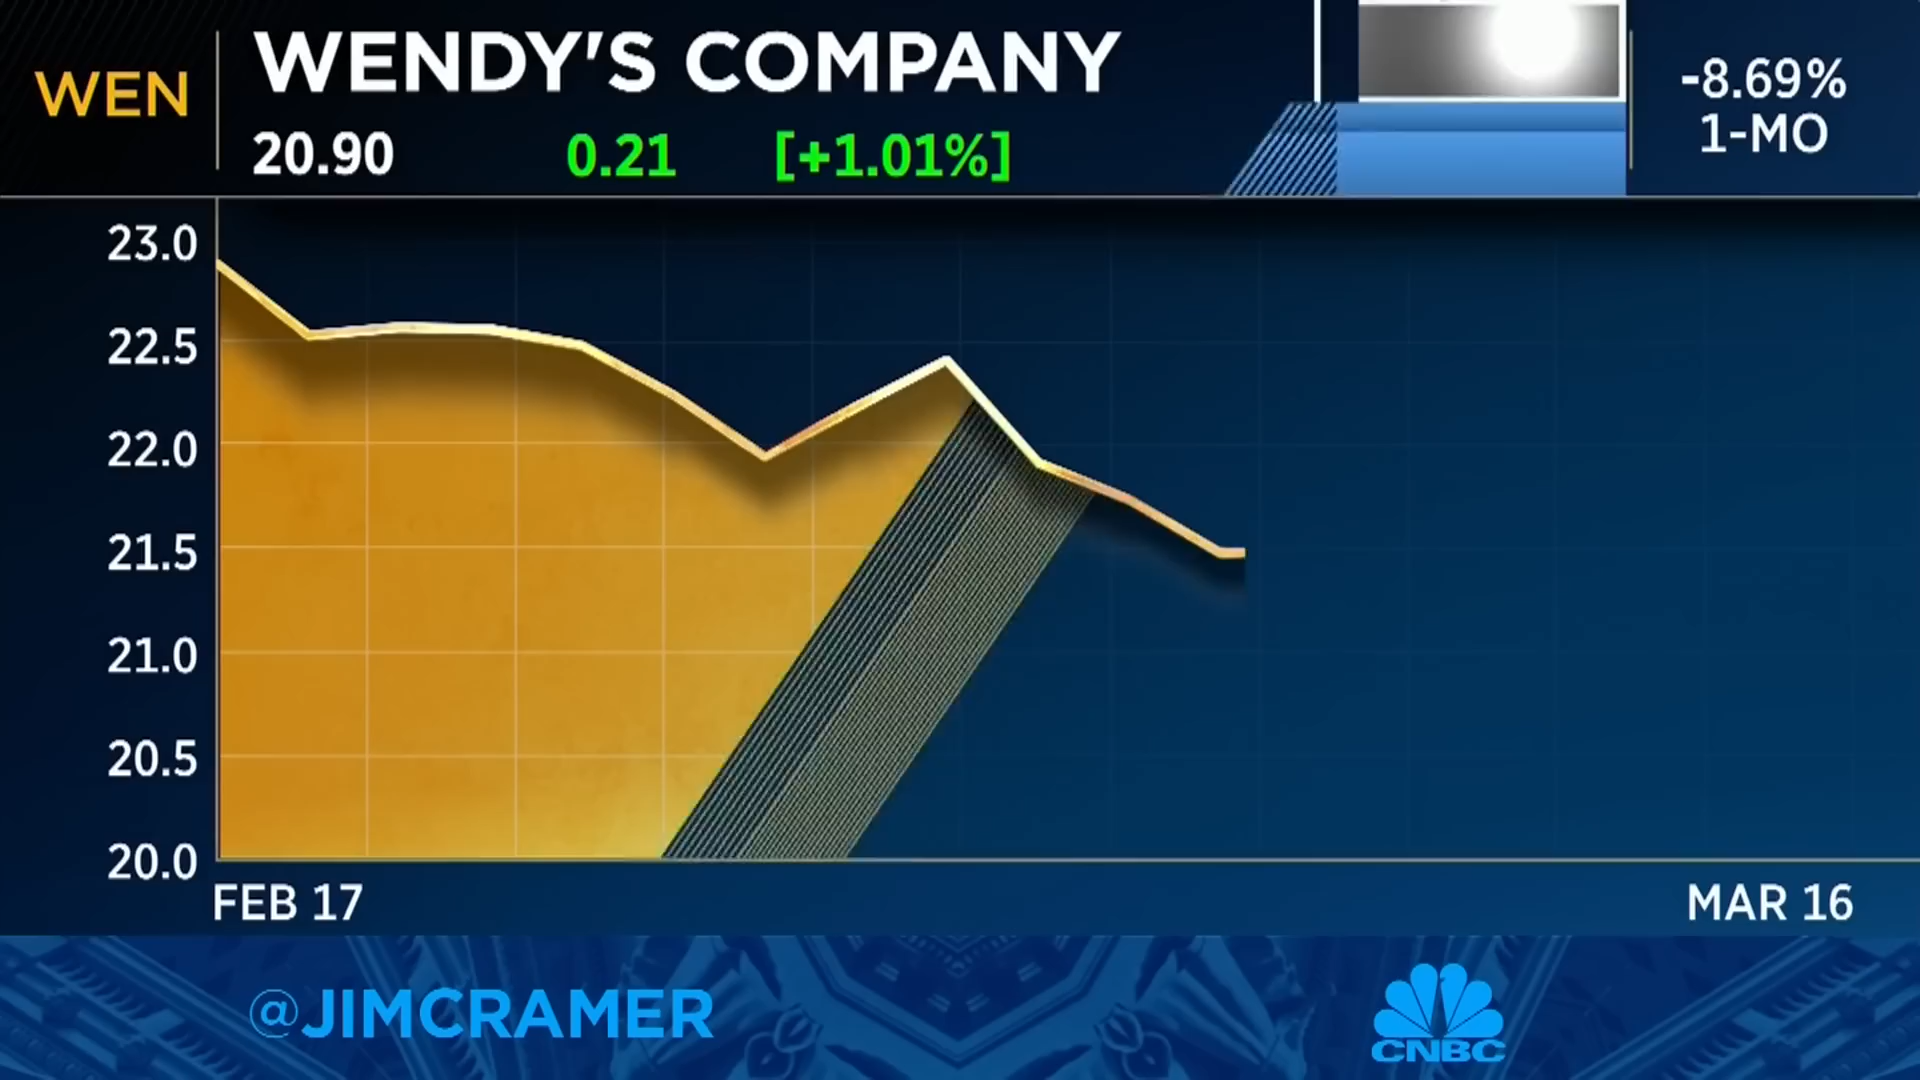 WEN
WENDY'S COMPANY
20.90 0.21 [+1.01%]
-8.69%
1-MO
23.0
22.5
22.0
21.5
21.0
20.5
20.0
FEB 17 MAR 16
@JIMCRAMER
CNBC